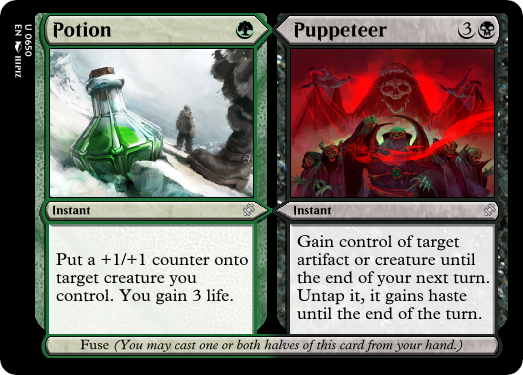 U 0650
EN HIPIZ
Potion
Puppeteer 3
Instant
Instant
Put a +1/+1 counter onto
target creature you
control. You gain 3 life.
Gain control of target
artifact or creature until
the end of your next turn.
Untap it, it gains haste
until the end of the turn.
Fuse (You may cast one or both halves of this card from your hand.)